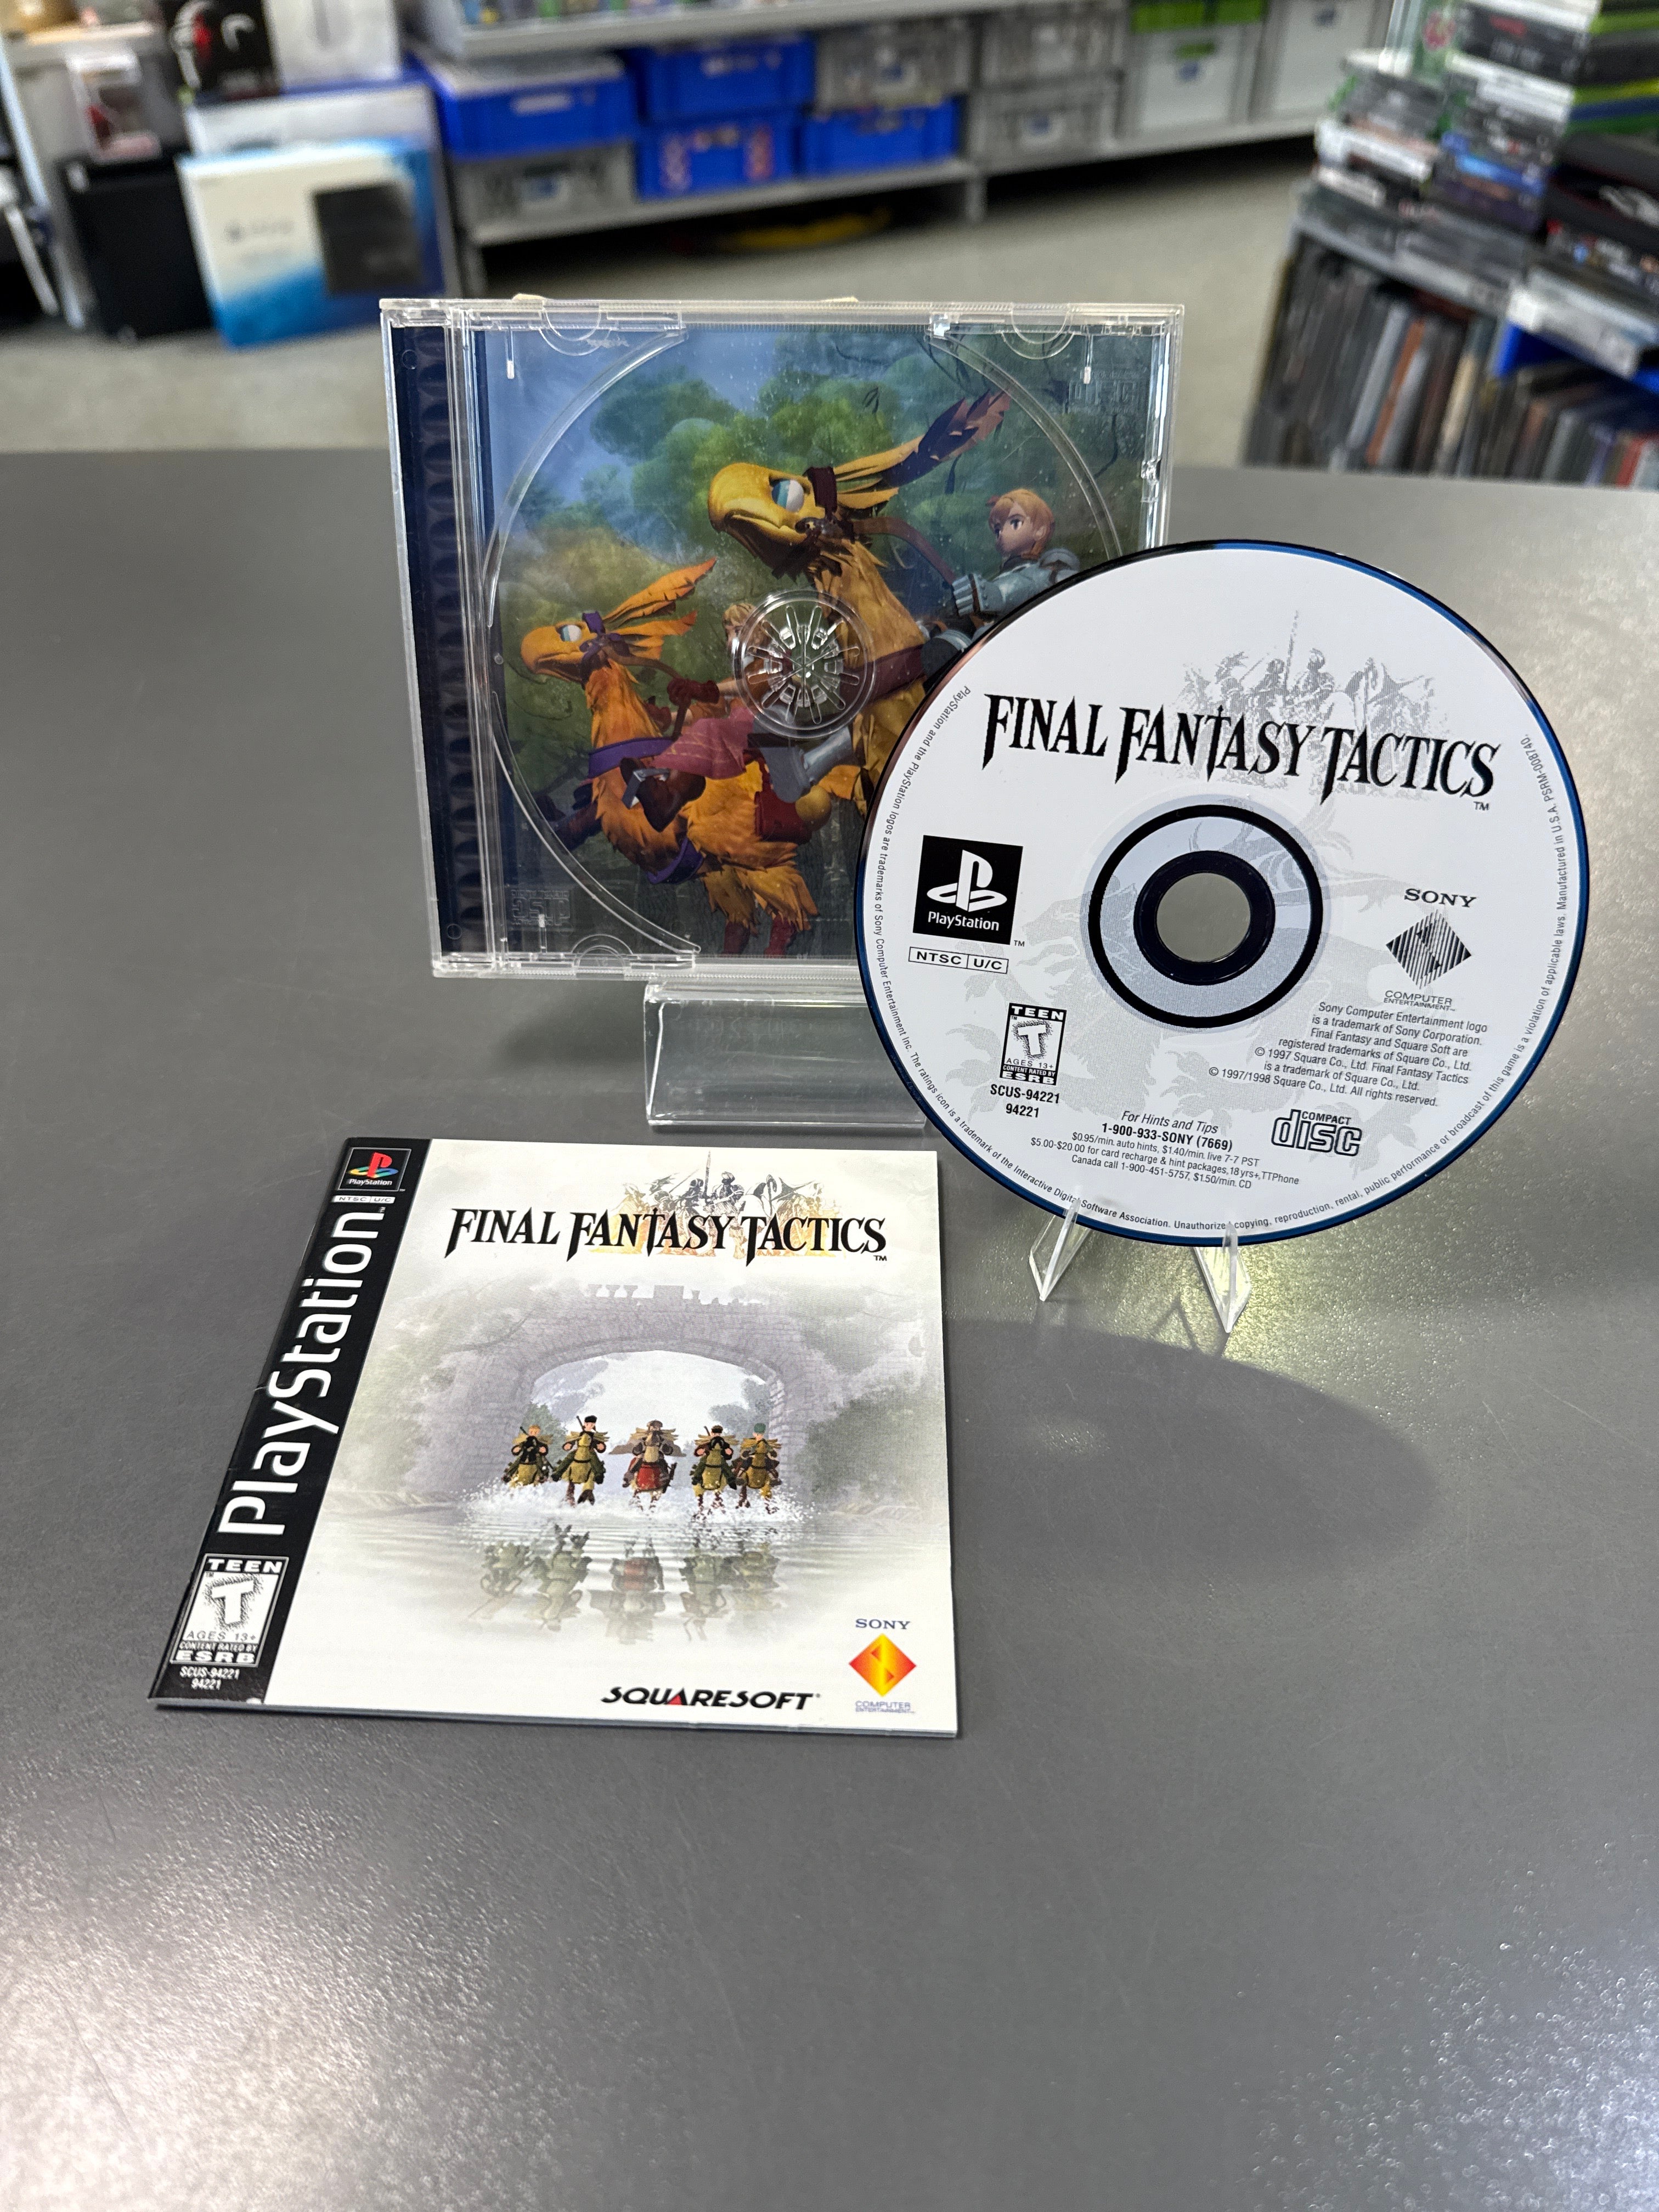 FINAL FANTASY TACTICS
TM
PlayStation
TM
NTSC U/C
SONY
COMPUTER
ENTERTAINMENT
TEEN
T
AGES 13+
CONTENT RATED BY
ESRB
SCUS-94221
94221
Sony Computer Entertainment logo
is a trademark of Sony Corporation.
Final Fantasy and Square Soft are
registered trademarks of Square Co., Ltd.
© 1997 Square Co., Ltd. Final Fantasy Tactics
is a trademark of Square Co., Ltd.
© 1997/1998 Square Co., Ltd. All rights reserved.
COMPACT
disc
For Hints and Tips
1-900-933-SONY (7669)
$0.95/min. auto hints, $1.40/min. live 7-7 PST
$5.00-$20.00 for card recharge & hint packages, 18 yrs+, TTPhone
Canada call 1-900-451-5757, $1.50/min. CD
PlayStation and the PlayStation logos are trademarks of Sony Computer Entertainment Inc. The ratings icon is a trademark of the Interactive Digital Software Association. Unauthorize copying, reproduction, rental, public performance or broadcast of this game is a violation of applicable laws. Manufactured in U.S.A. PSRM-008740.
PlayStation
NTSC U/C
PlayStation
TM
FINAL FANTASY TACTICS
TM
TEEN
T
AGES 13+
CONTENT RATED BY
ESRB
SCUS-94221
94221
SQUARESOFT®
SONY
COMPUTER
ENTERTAINMENT